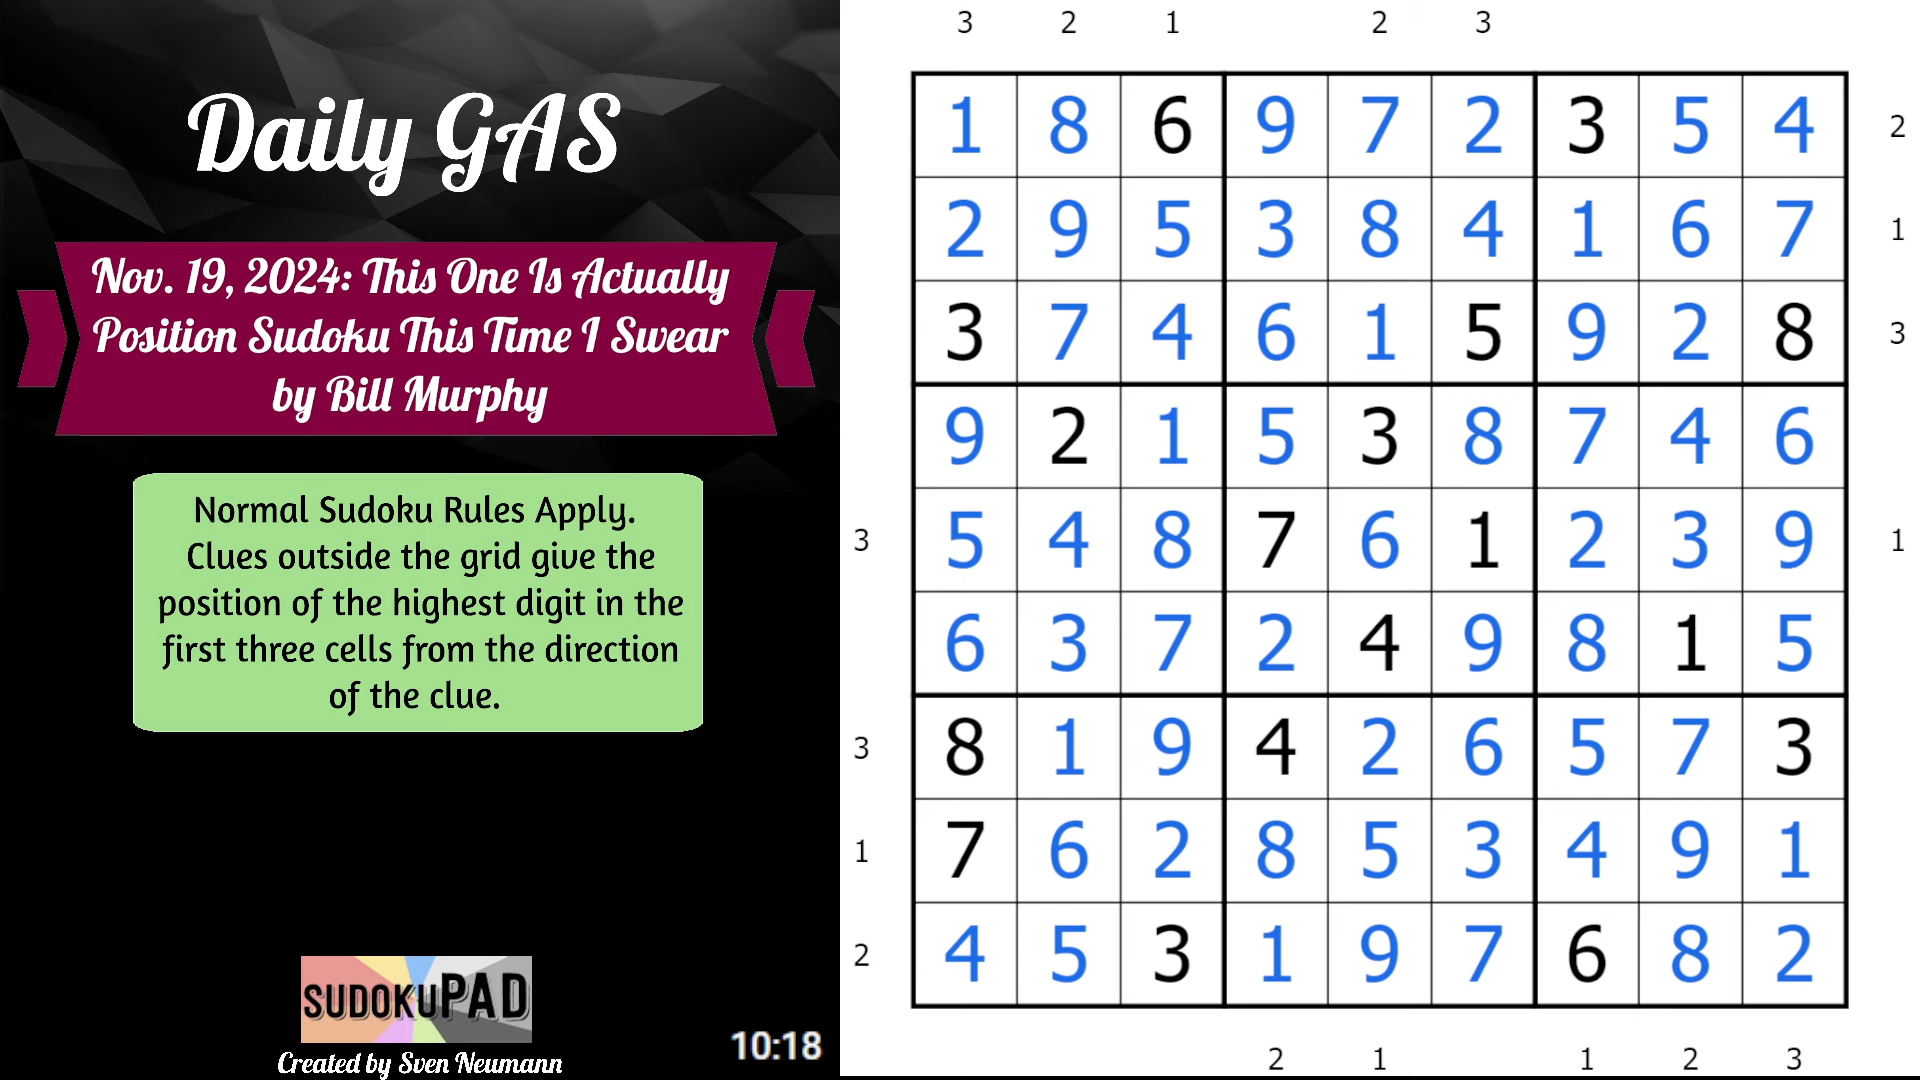 Daily GAS
Nov. 19, 2024: This One Is Actually
Position Sudoku This Time I Swear
by Bill Murphy
Normal Sudoku Rules Apply.
Clues outside the grid give the
position of the highest digit in the
first three cells from the direction
of the clue.
SUDOKUPAD
Created by Sven Neumann
10:18
3 2 1 2 3
1 8 6 9 7 2 3 5 4 2
2 9 5 3 8 4 1 6 7 1
3 7 4 6 1 5 9 2 8 3
9 2 1 5 3 8 7 4 6
3 5 4 8 7 6 1 2 3 9 1
6 3 7 2 4 9 8 1 5
3 8 1 9 4 2 6 5 7 3
1 7 6 2 8 5 3 4 9 1
2 4 5 3 1 9 7 6 8 2
2 1 1 2 3